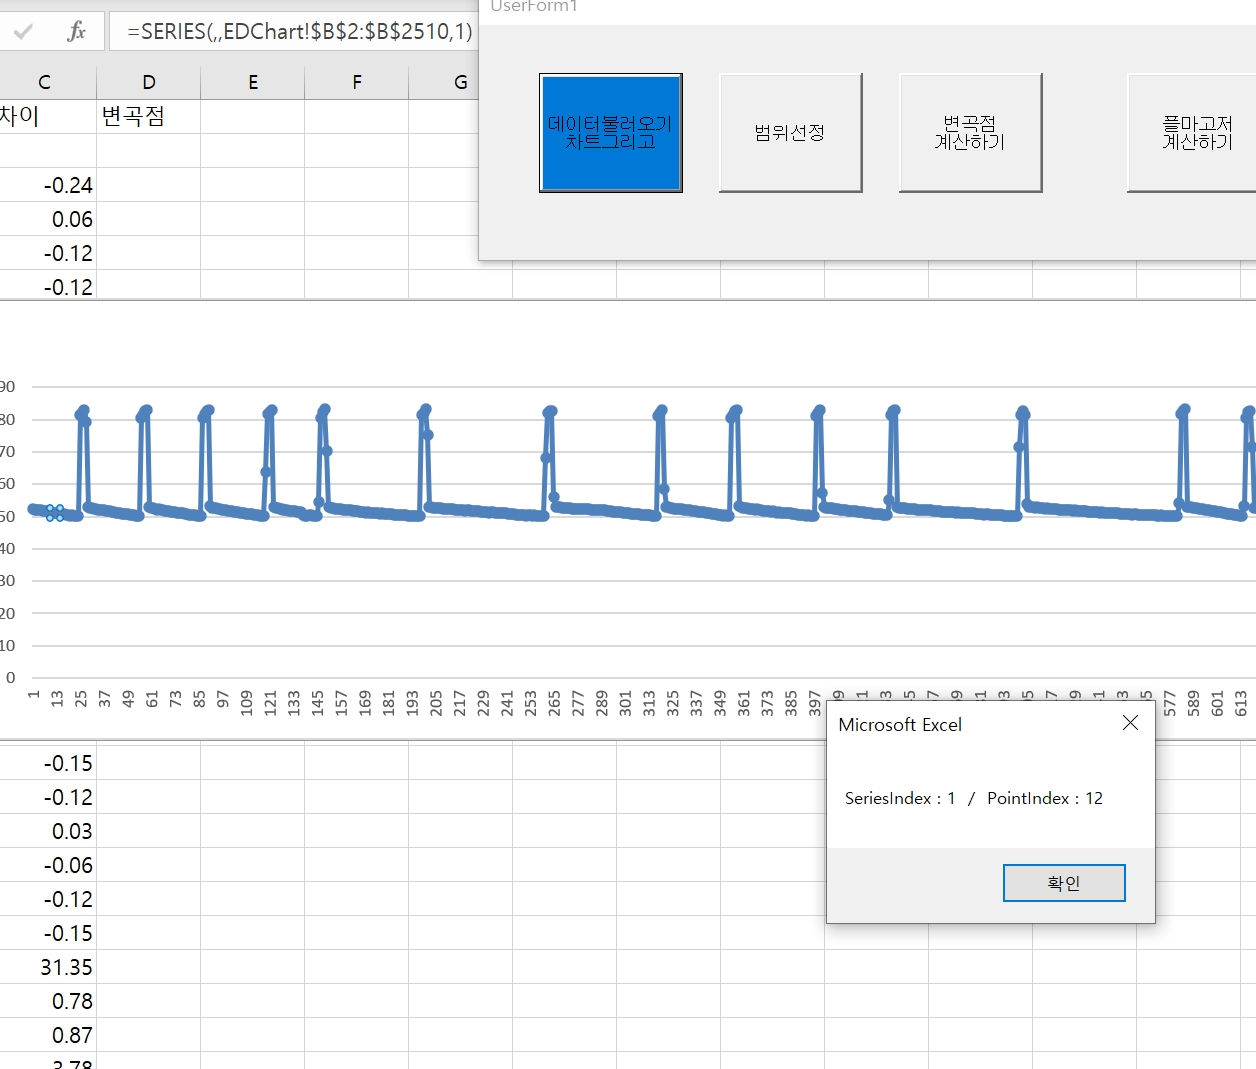 UserForm1
fx
=SERIES(,,EDChart!$B$2:$B$2510,1)
데이터불러오기
차트그리고
범위선정
변곡점
계산하기
플마고저
계산하기
C D E F G
차이 변곡점
-0.24
0.06
-0.12
-0.12
90
80
70
60
50
40
30
20
10
0
1 13 25 37 49 61 73 85 97 109 121 133 145 157 169 181 193 205 217 229 241 253 265 277 289 301 313 325 337 349 361 373 385 397 577 589 601 613
Microsoft Excel
SeriesIndex : 1 / PointIndex : 12
확인
-0.15
-0.12
0.03
-0.06
-0.12
-0.15
31.35
0.78
0.87
3.78